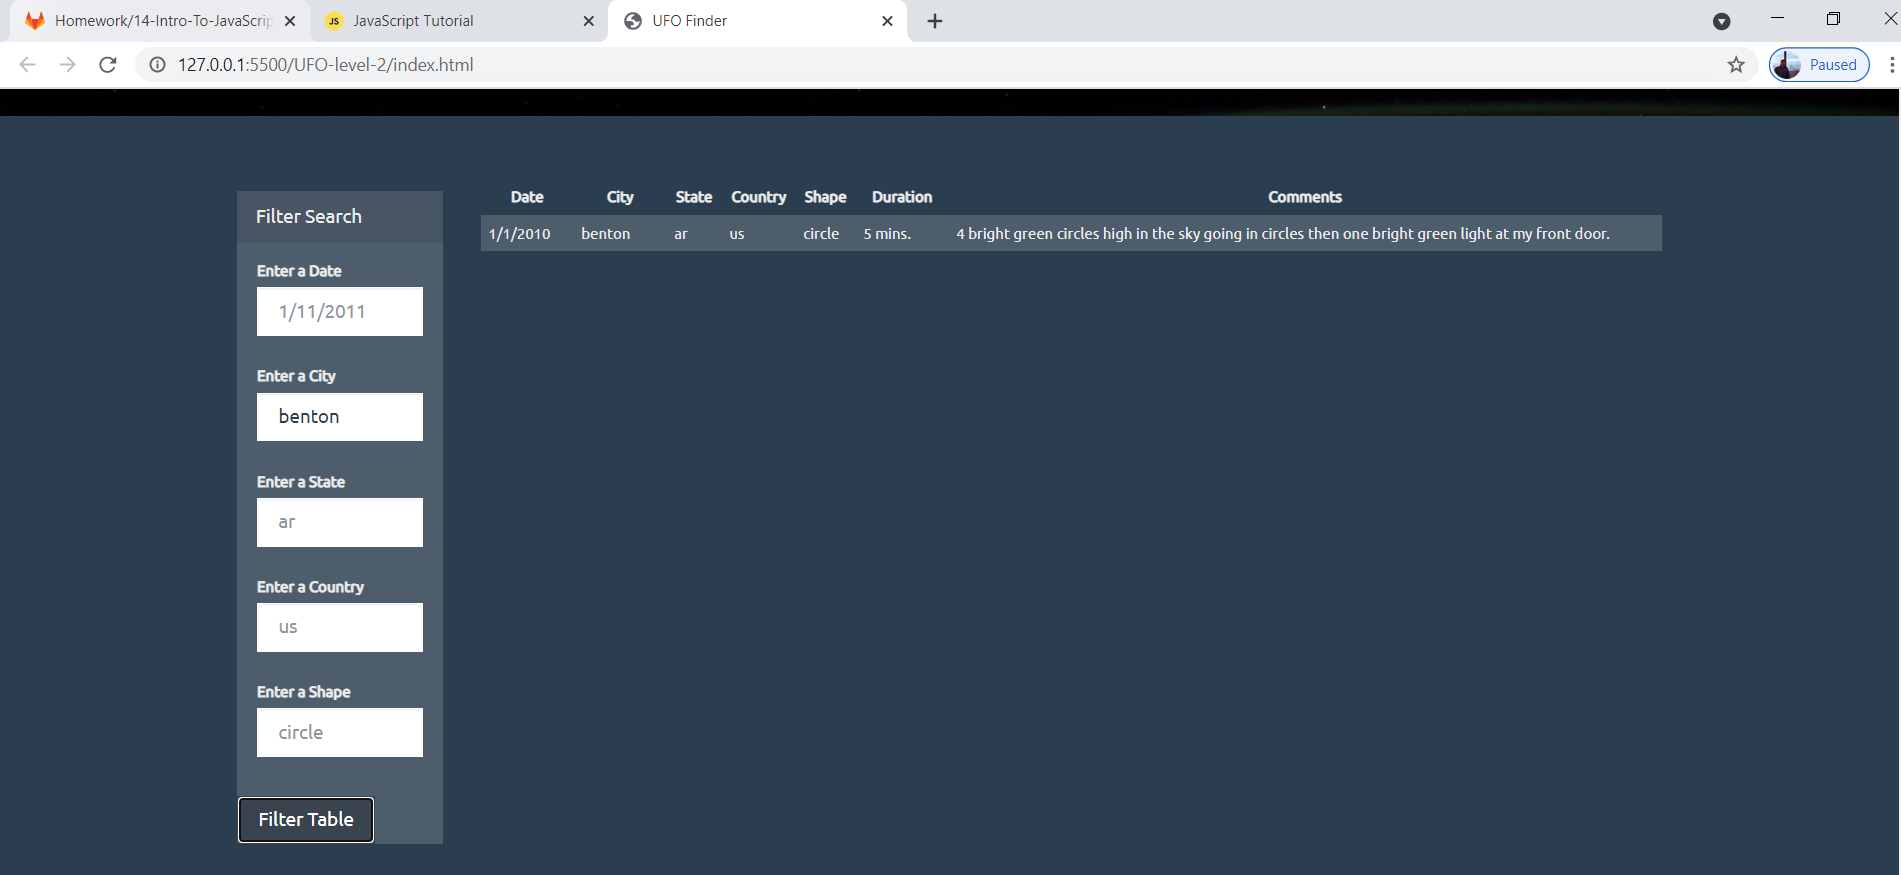 Homework/14-Intro-To-JavaScrip
JS JavaScript Tutorial
UFO Finder
127.0.0.1:5500/UFO-level-2/index.html
Paused
Filter Search
Enter a Date
1/11/2011
Enter a City
benton
Enter a State
ar
Enter a Country
us
Enter a Shape
circle
Filter Table
Date City State Country Shape Duration Comments
1/1/2010 benton ar us circle 5 mins. 4 bright green circles high in the sky going in circles then one bright green light at my front door.